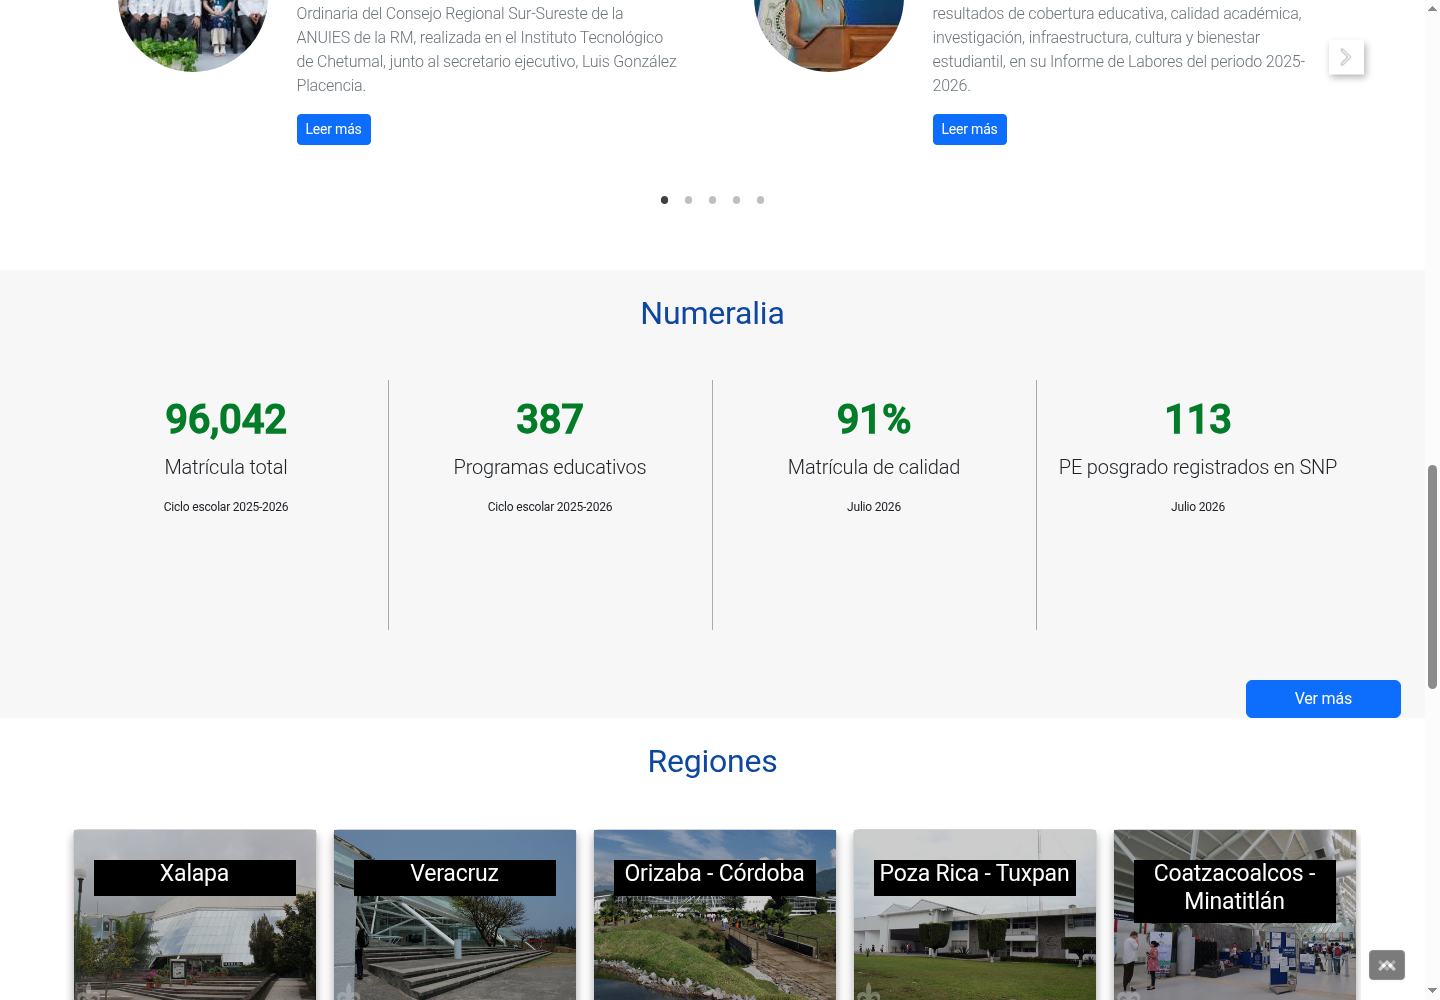 Ordinaria del Consejo Regional Sur-Sureste de la
ANUIES de la RM, realizada en el Instituto Tecnológico
de Chetumal, junto al secretario ejecutivo, Luis González
Placencia.
Leer más
resultados de cobertura educativa, calidad académica,
investigación, infraestructura, cultura y bienestar
estudiantil, en su Informe de Labores del periodo 2025-
2026.
Leer más
Numeralia
96,042
Matrícula total
Ciclo escolar 2025-2026
387
Programas educativos
Ciclo escolar 2025-2026
91%
Matrícula de calidad
Julio 2026
113
PE posgrado registrados en SNP
Julio 2026
Ver más
Regiones
Xalapa
Veracruz
Orizaba - Córdoba
Poza Rica - Tuxpan
Coatzacoalcos -
Minatitlán